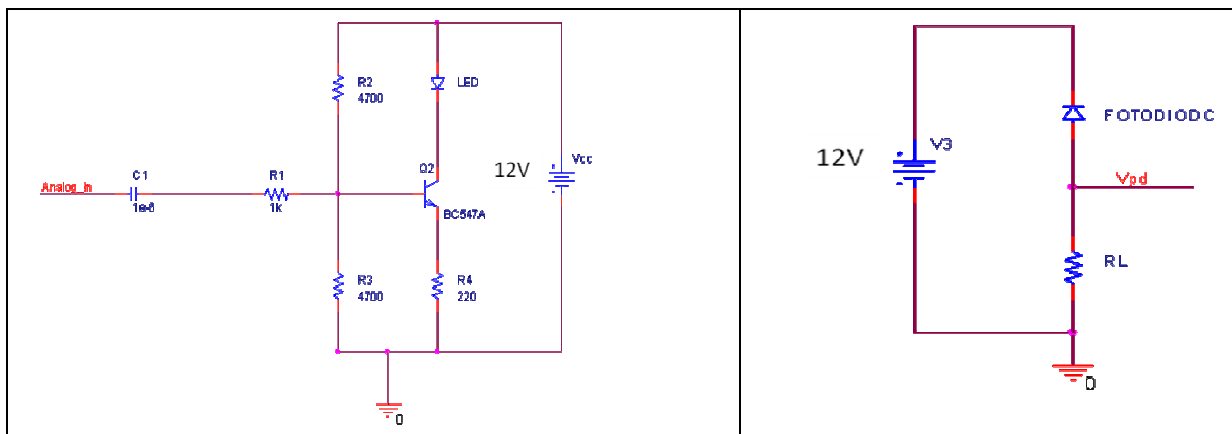 R2
4700
LED
Q2
12V
Vcc
Analog_in
C1
1e-6
R1
1k
BC547A
R3
4700
R4
220
0
FOTODIODC
12V
V3
Vpd
RL
0